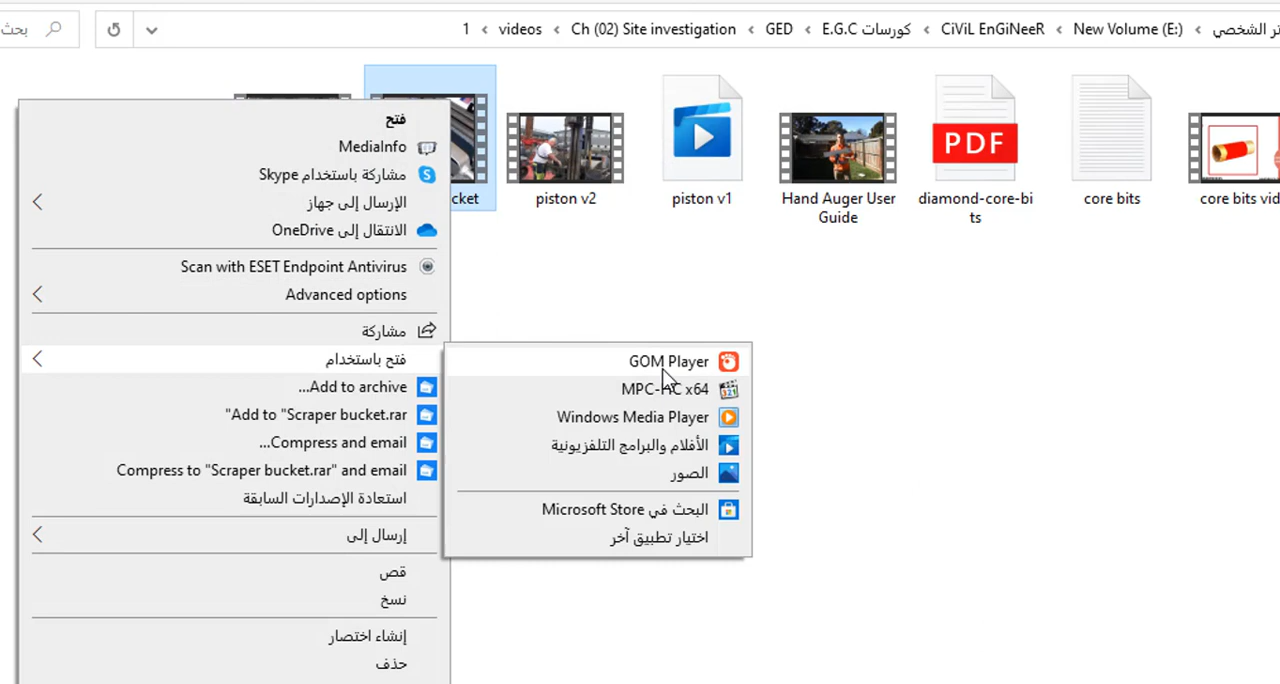 بحث
1 › videos › Ch (02) Site investigation › GED › E.G.C كورسات › CiViL EnGiNeeR › New Volume (E:) › الشخصي
cket
piston v2
piston v1
Hand Auger User
Guide
diamond-core-bi
ts
core bits
core bits vid
PDF
فتح
MediaInfo
مشاركة باستخدام Skype
الإرسال إلى جهاز
الانتقال إلى OneDrive
Scan with ESET Endpoint Antivirus
Advanced options
مشاركة
فتح باستخدام
...Add to archive
"Add to "Scraper bucket.rar
...Compress and email
Compress to "Scraper bucket.rar" and email
استعادة الإصدارات السابقة
إرسال إلى
قص
نسخ
إنشاء اختصار
حذف
GOM Player
MPC-HC x64
321
Windows Media Player
الأفلام والبرامج التلفزيونية
الصور
البحث في Microsoft Store
اختيار تطبيق آخر